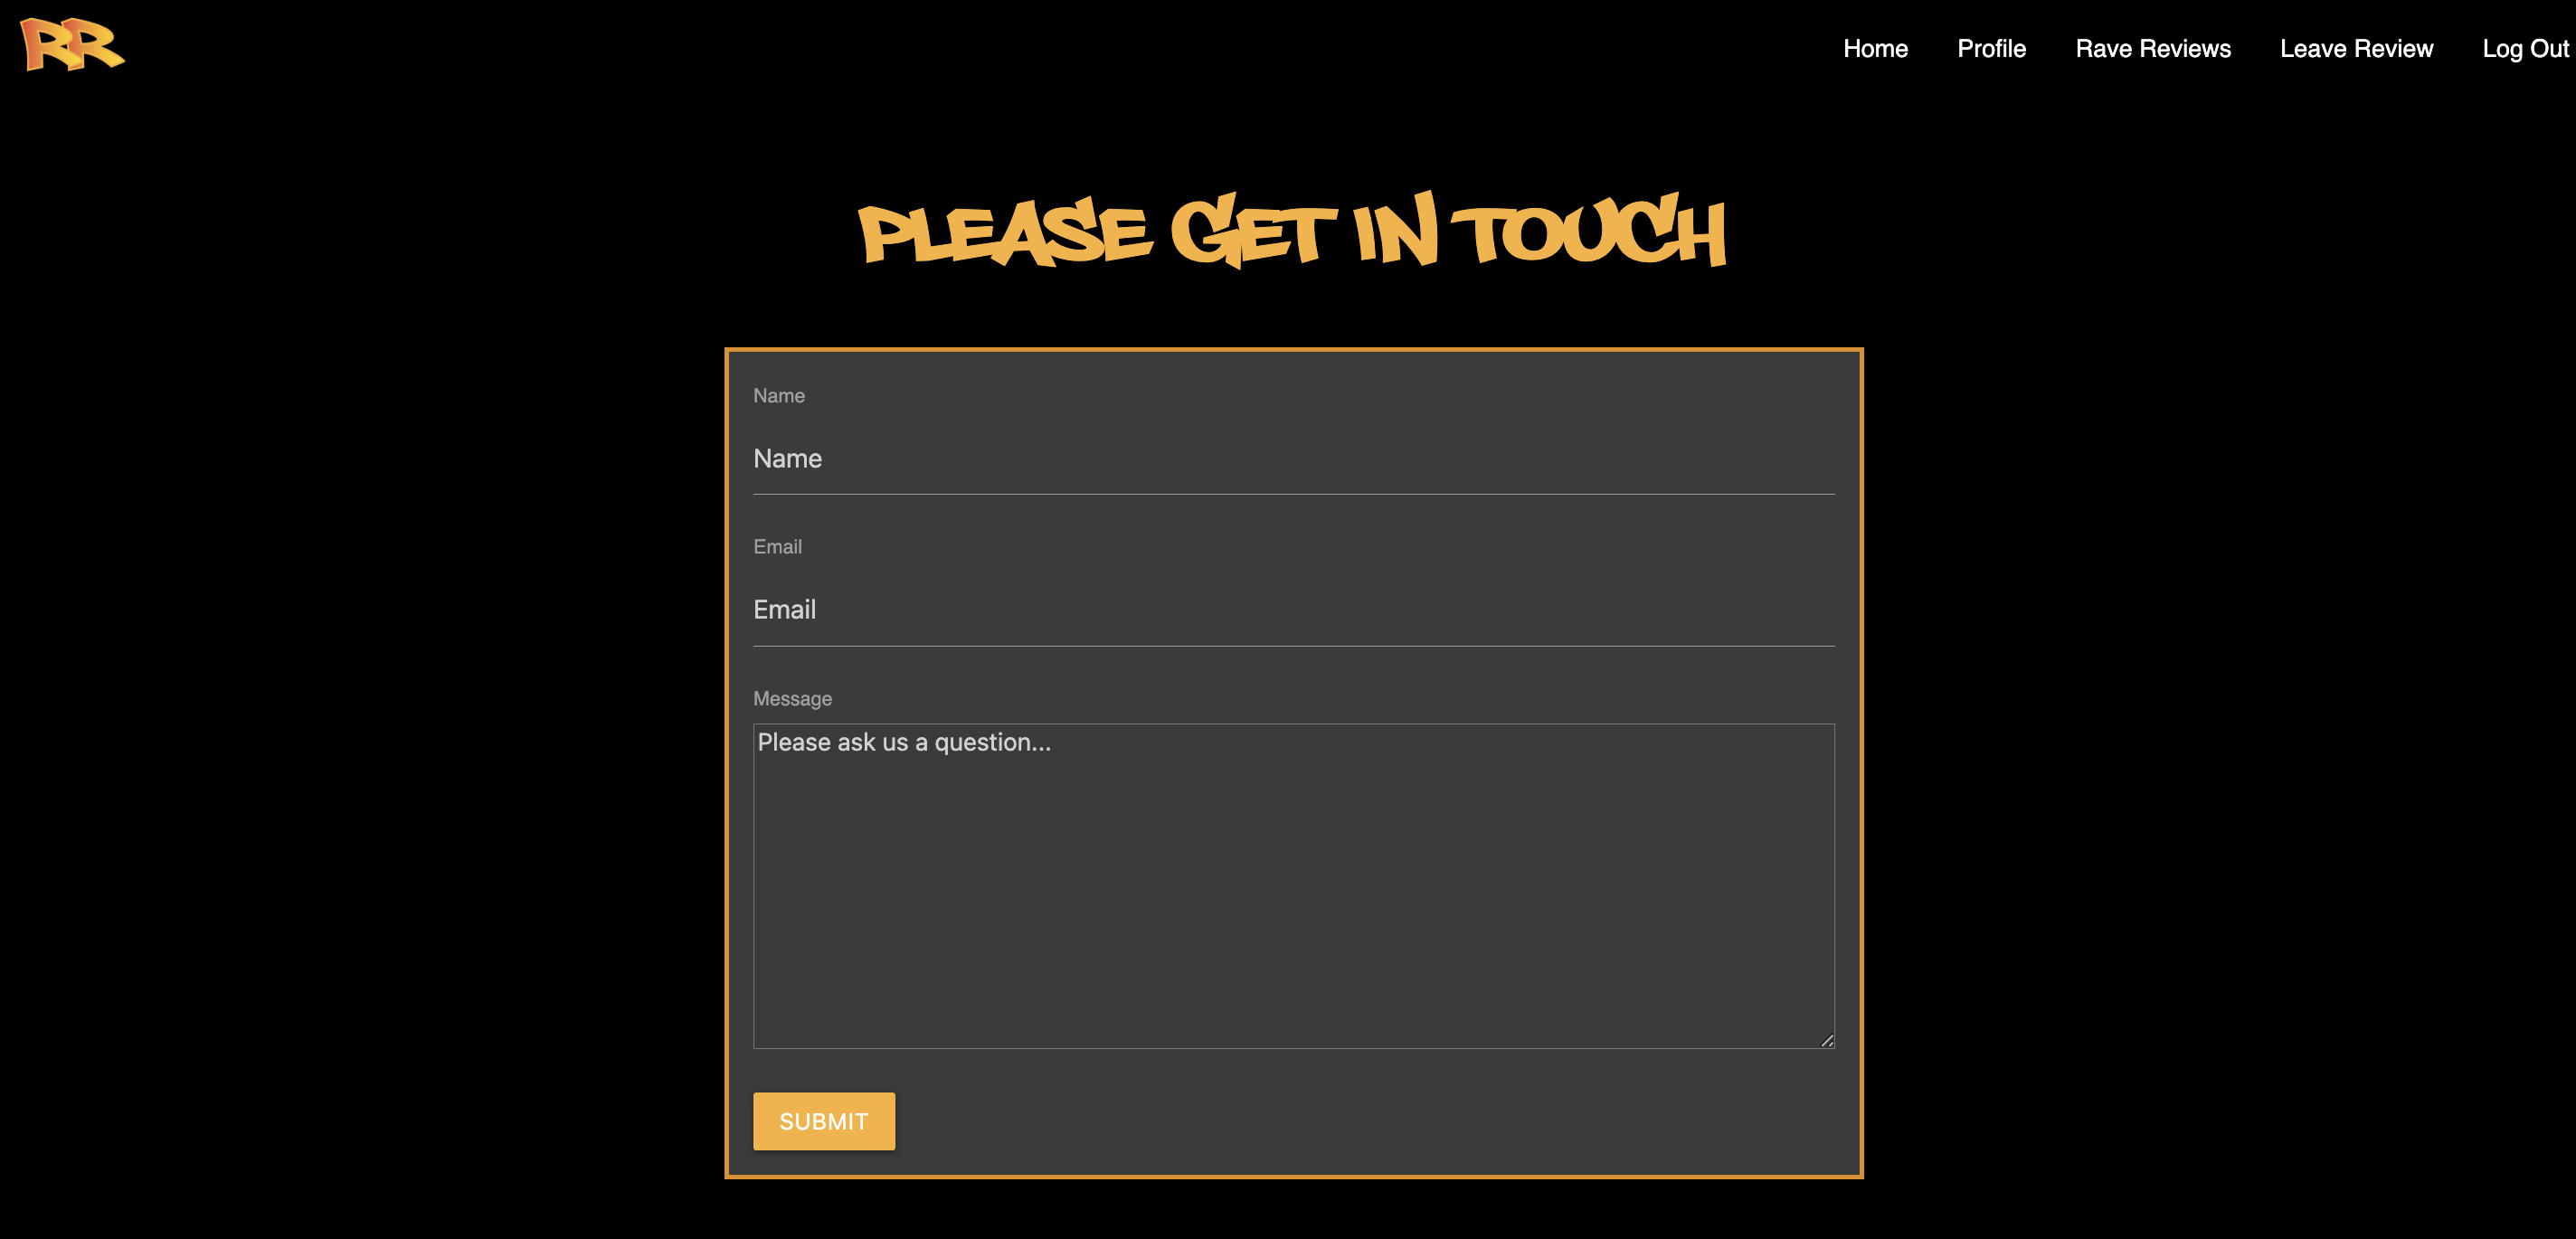 RR
Home Profile Rave Reviews Leave Review Log Out
PLEASE GET IN TOUCH
Name
Name
Email
Email
Message
Please ask us a question...
SUBMIT